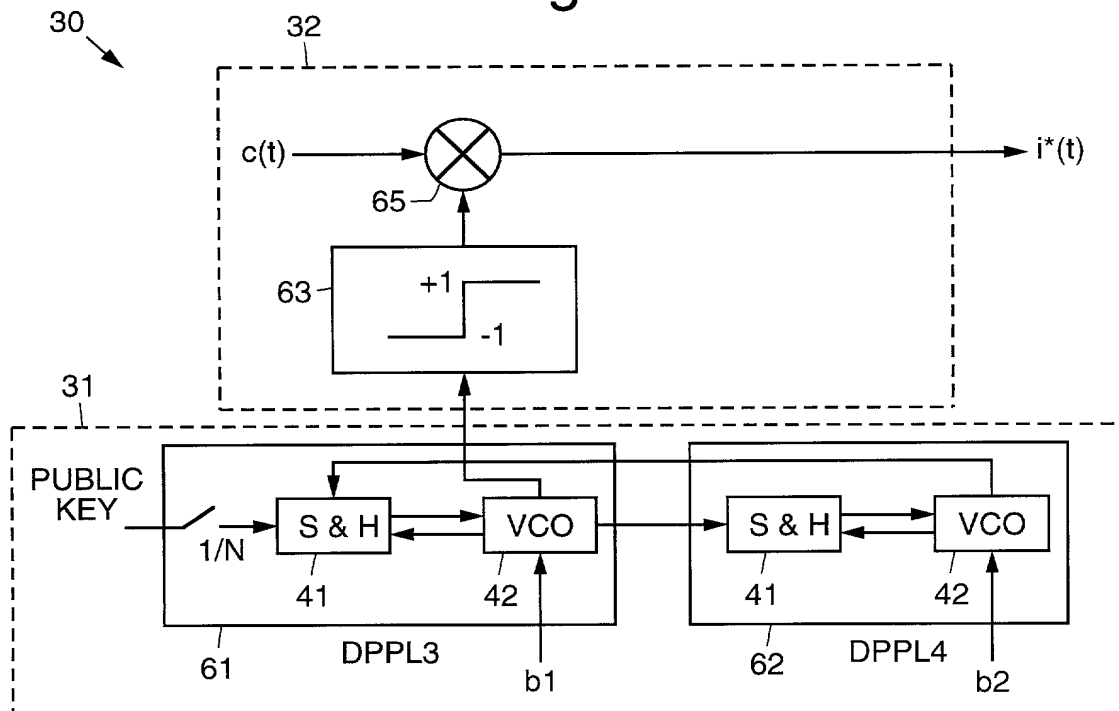 30
32
c(t)
i*(t)
65
+1
63
-1
31
PUBLIC
KEY
1/N
S & H
VCO
S & H
VCO
41
42
41
42
61
DPPL3
62
DPPL4
b1
b2